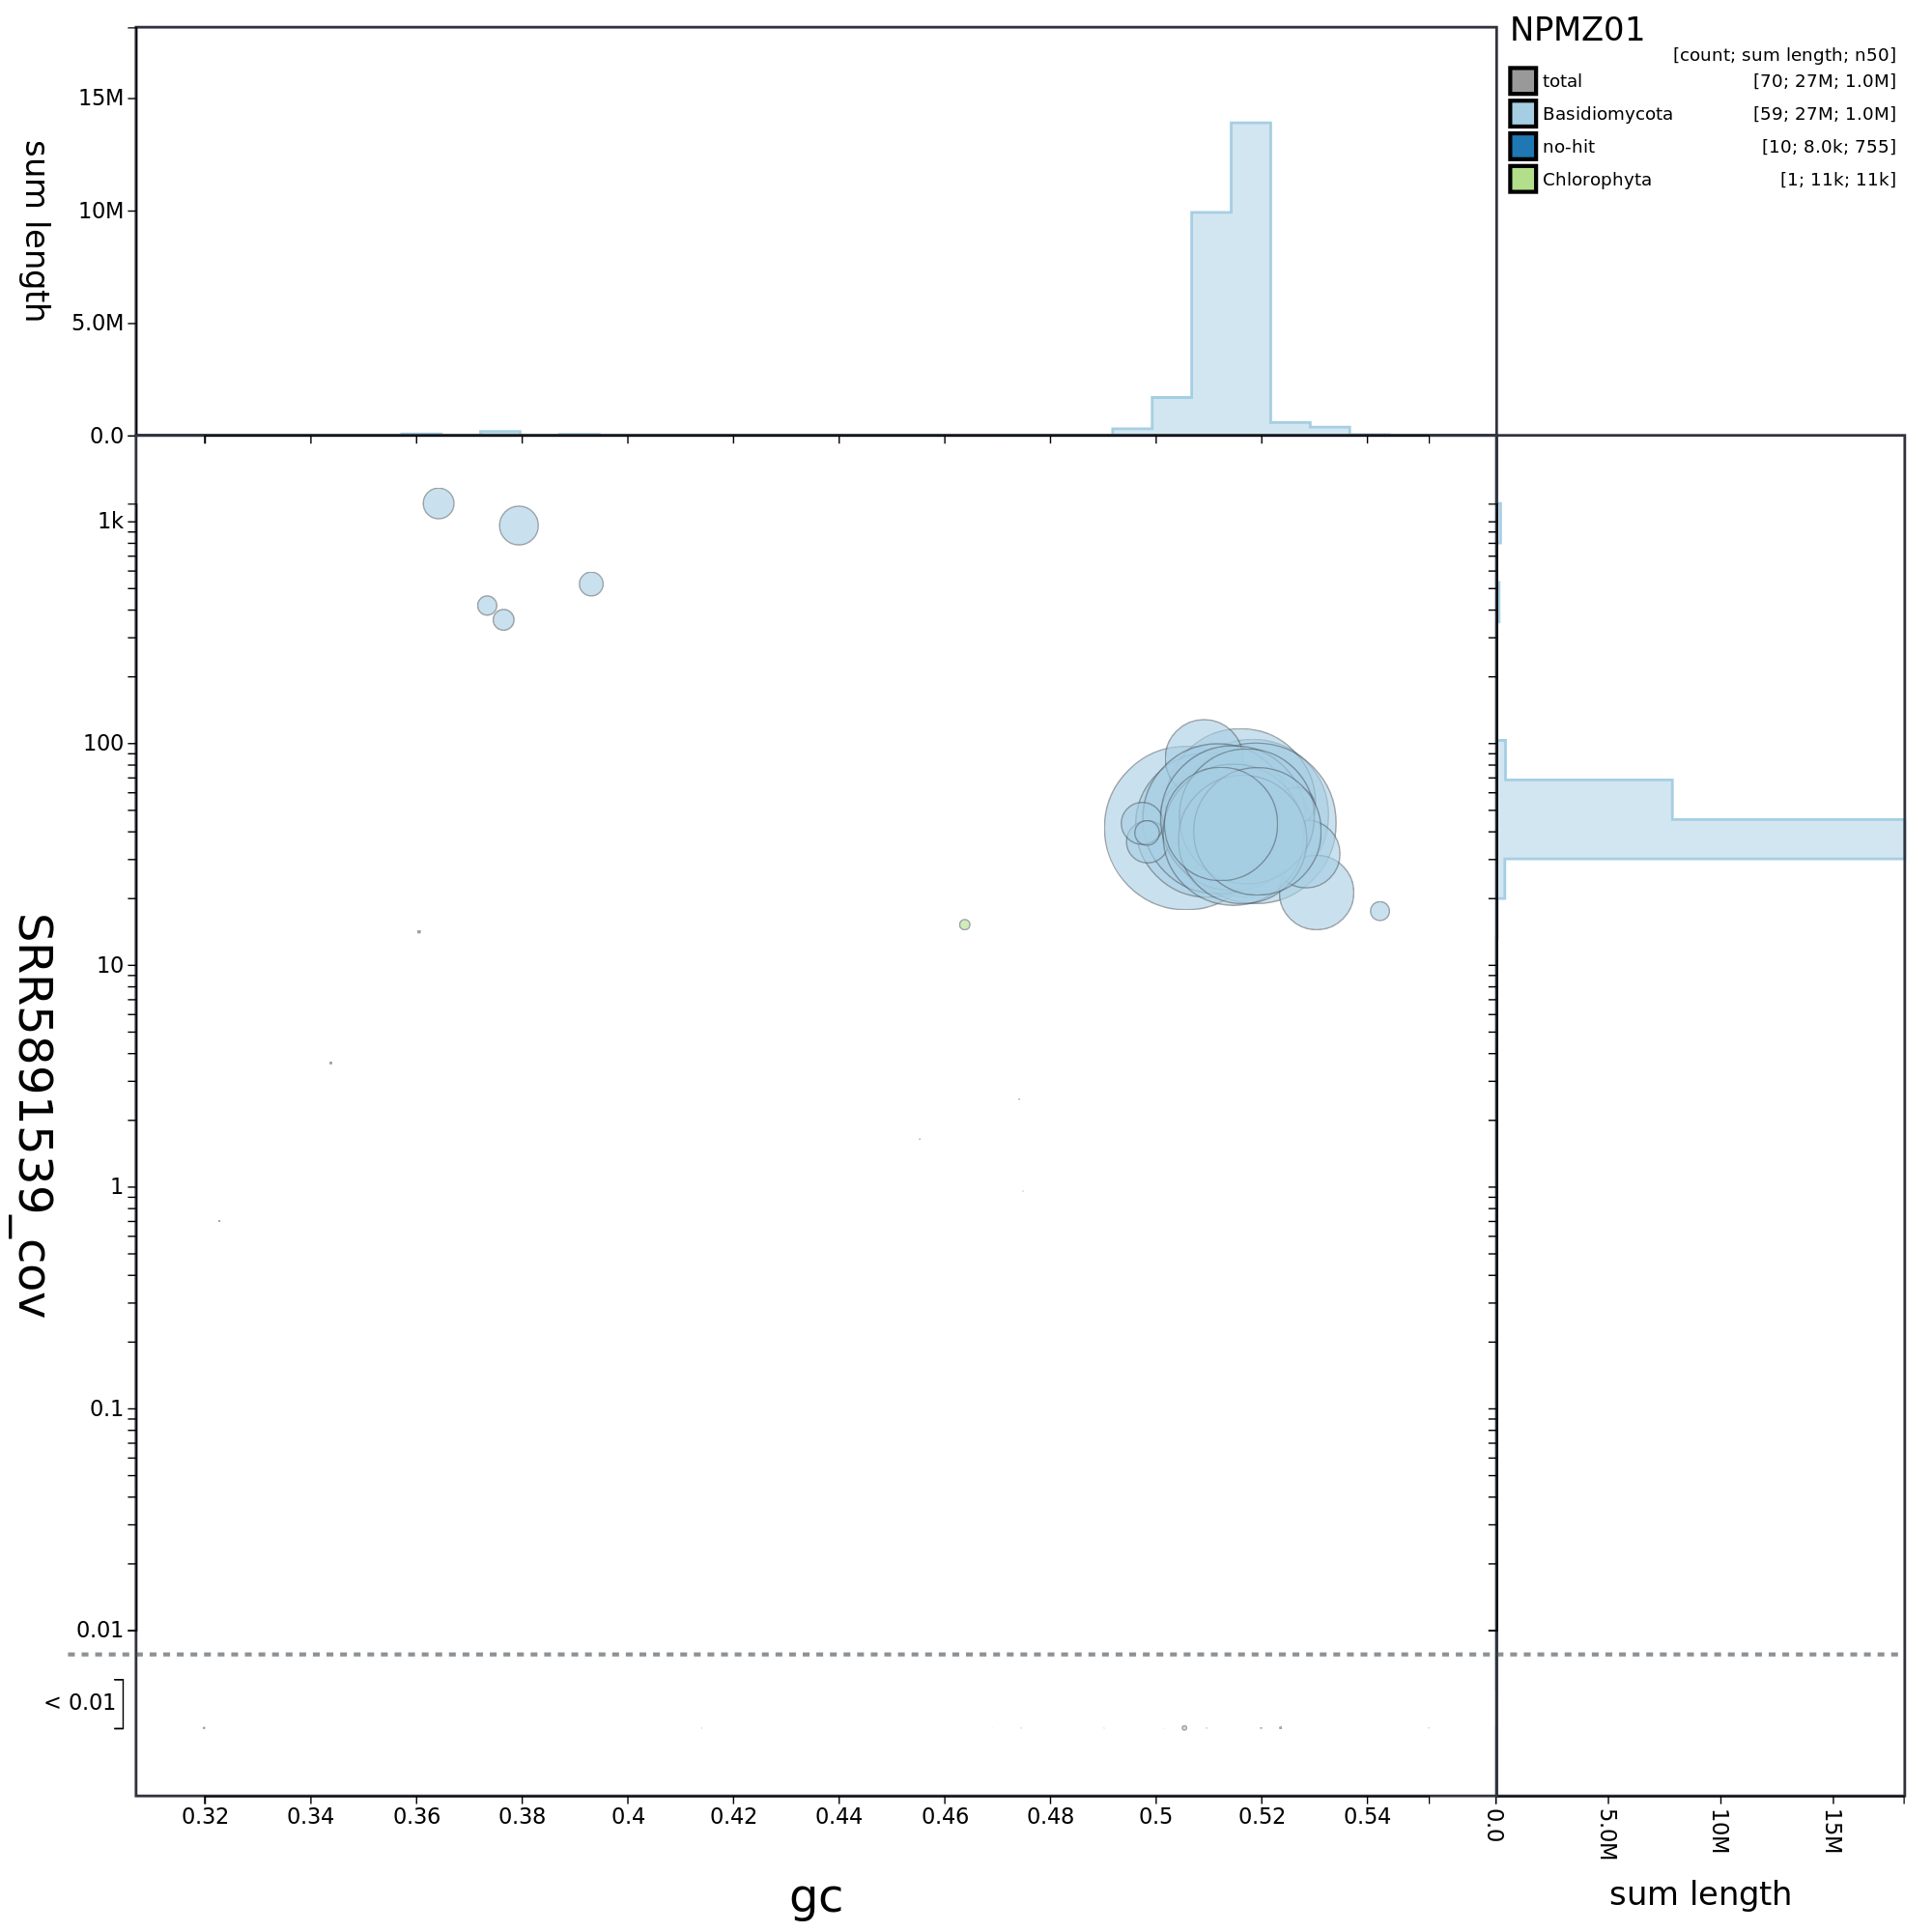 NPMZ01
[count; sum length; n50]
total [70; 27M; 1.0M]
Basidiomycota [59; 27M; 1.0M]
no-hit [10; 8.0k; 755]
Chlorophyta [1; 11k; 11k]
sum length
15M
10M
5.0M
0.0
SRR5891539_cov
1k
100
10
1
0.1
0.01
< 0.01
0.32 0.34 0.36 0.38 0.4 0.42 0.44 0.46 0.48 0.5 0.52 0.54
gc
0.0 5.0M 10M 15M
sum length